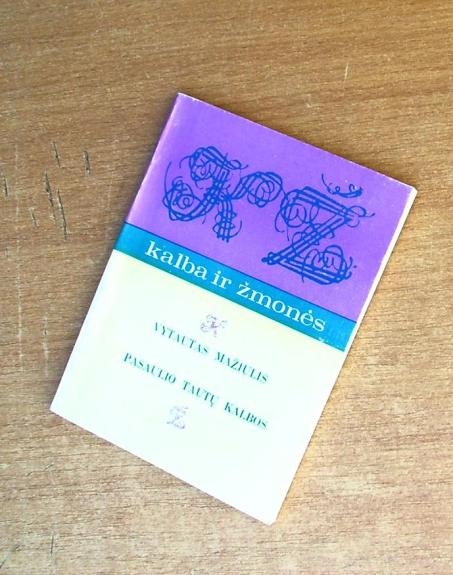 K Ž
kalba ir žmonės
K
VYTAUTAS MAŽIULIS
PASAULIO TAUTŲ KALBOS
Ž